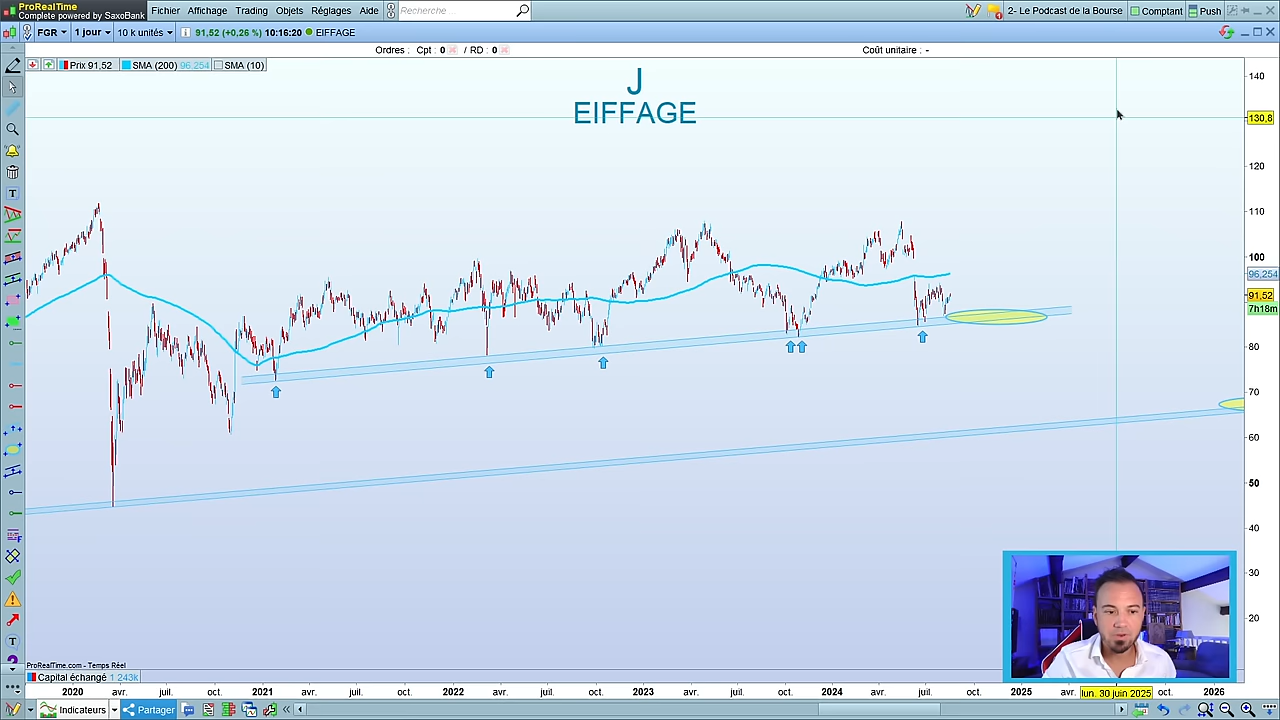 ProRealTime
Complete powered by SaxoBank
Fichier Affichage Trading Objets Réglages Aide Recherche... 2- Le Podcast de la Bourse Comptant Push
FGR 1 jour 10 k unités i 91,52 (+0,26 %) 10:16:20 EIFFAGE
Ordres : Cpt : 0 / RD : 0 Coût unitaire : -
Prix 91,52 SMA (200) 96.254 SMA (10)
J
EIFFAGE
140
130,8
120
110
100
96,254
91,52
7h18m
80
70
60
50
40
30
20
ProRealTime.com - Temps Réel
Capital échangé 1 243k
2020 avr. juil. oct. 2021 avr. juil. oct. 2022 avr. juil. oct. 2023 avr. juil. oct. 2024 avr. juil. oct. 2025 avr. lun. 30 juin 2025 oct. 2026
Indicateurs Partager